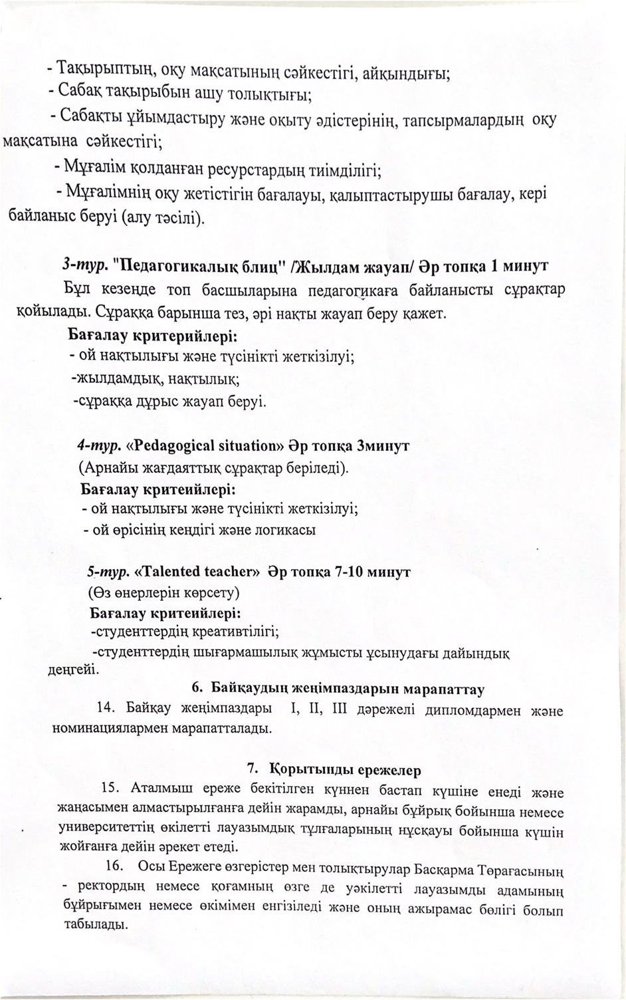 - Тақырыптың, оқу мақсатының сәйкестігі, айқындығы;
- Сабақ тақырыбын ашу толықтығы;
- Сабақты ұйымдастыру және оқыту әдістерінің, тапсырмалардың оқу
мақсатына сәйкестігі;
- Мұғалім қолданған ресурстардың тиімділігі;
- Мұғалімнің оқу жетістігін бағалауы, қалыптастырушы бағалау, кері
байланыс беруі (алу тәсілі).
3-тур. "Педагогикалық блиц" /Жылдам жауап/ Әр топқа 1 минут
Бұл кезеңде топ басшыларына педагогикаға байланысты сұрақтар
қойылады. Сұраққа барынша тез, әрі нақты жауап беру қажет.
Бағалау критерийлері:
- ой нақтылығы және түсінікті жеткізілуі;
-жылдамдық, нақтылық;
-сұраққа дұрыс жауап беруі.
4-тур. «Pedagogical situation» Әр топқа 3минут
(Арнайы жағдаяттық сұрақтар беріледі).
Бағалау критеийлері:
- ой нақтылығы және түсінікті жеткізілуі;
- ой өрісінің кеңдігі және логикасы
5-тур. «Talented teacher» Әр топқа 7-10 минут
(Өз өнерлерін көрсету)
Бағалау критеийлері:
-студенттердің креативтілігі;
-студенттердің шығармашылық жұмысты ұсынудағы дайындық
деңгейі.
6. Байқаудың жеңімпаздарын марапаттау
14. Байқау жеңімпаздары I, II, III дәрежелі дипломдармен және
номинациялармен марапатталады.
7. Қорытынды ережелер
15. Аталмыш ереже бекітілген күннен бастап күшіне енеді және
жаңасымен алмастырылғанға дейін жарамды, арнайы бұйрық бойынша немесе
университеттің өкілетті лауазымдық тұлғаларының нұсқауы бойынша күшін
жойғанға дейін әрекет етеді.
16. Осы Ережеге өзгерістер мен толықтырулар Басқарма Төрағасының
- ректордың немесе қоғамның өзге де уәкілетті лауазымды адамының
бұйрығымен немесе өкімімен енгізіледі және оның ажырамас бөлігі болып
табылады.